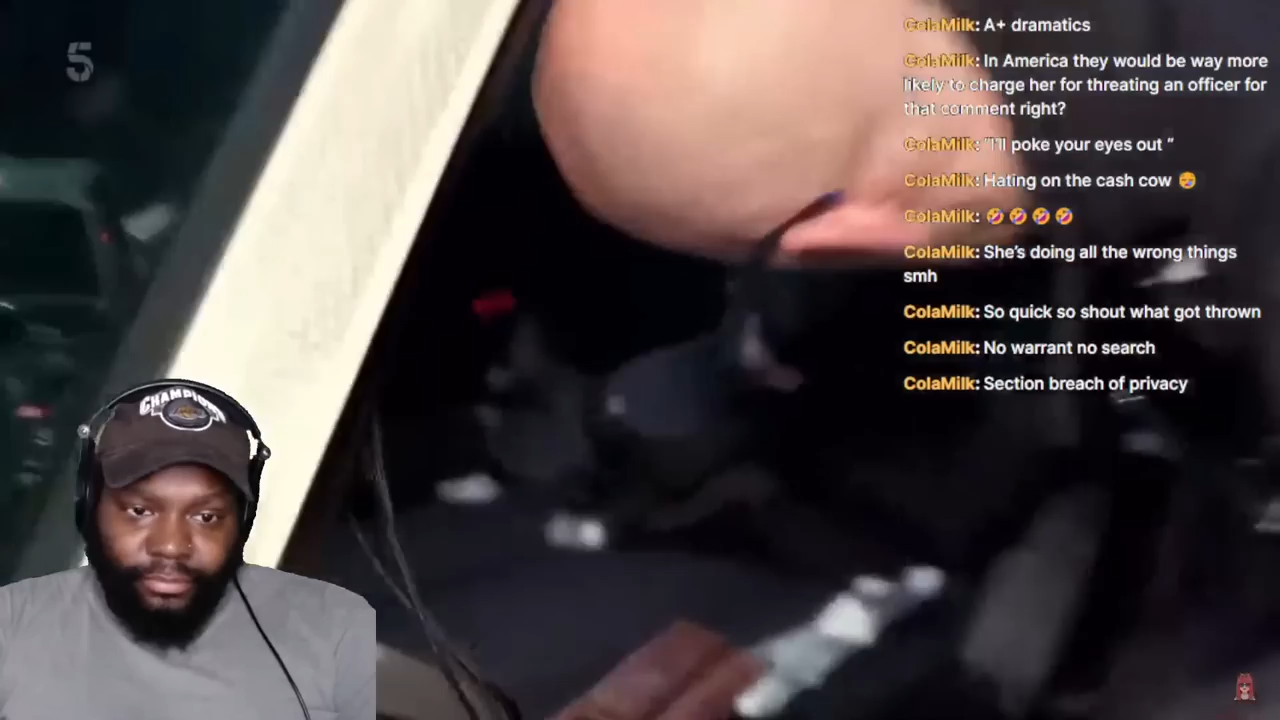 5
ColaMilk: A+ dramatics
ColaMilk: In America they would be way more
likely to charge her for threating an officer for
that comment right?
ColaMilk: "I'll poke your eyes out "
ColaMilk: Hating on the cash cow 😪
ColaMilk: 🤣🤣🤣🤣
ColaMilk: She's doing all the wrong things
smh
ColaMilk: So quick so shout what got thrown
ColaMilk: No warrant no search
ColaMilk: Section breach of privacy
CHAMPIONS